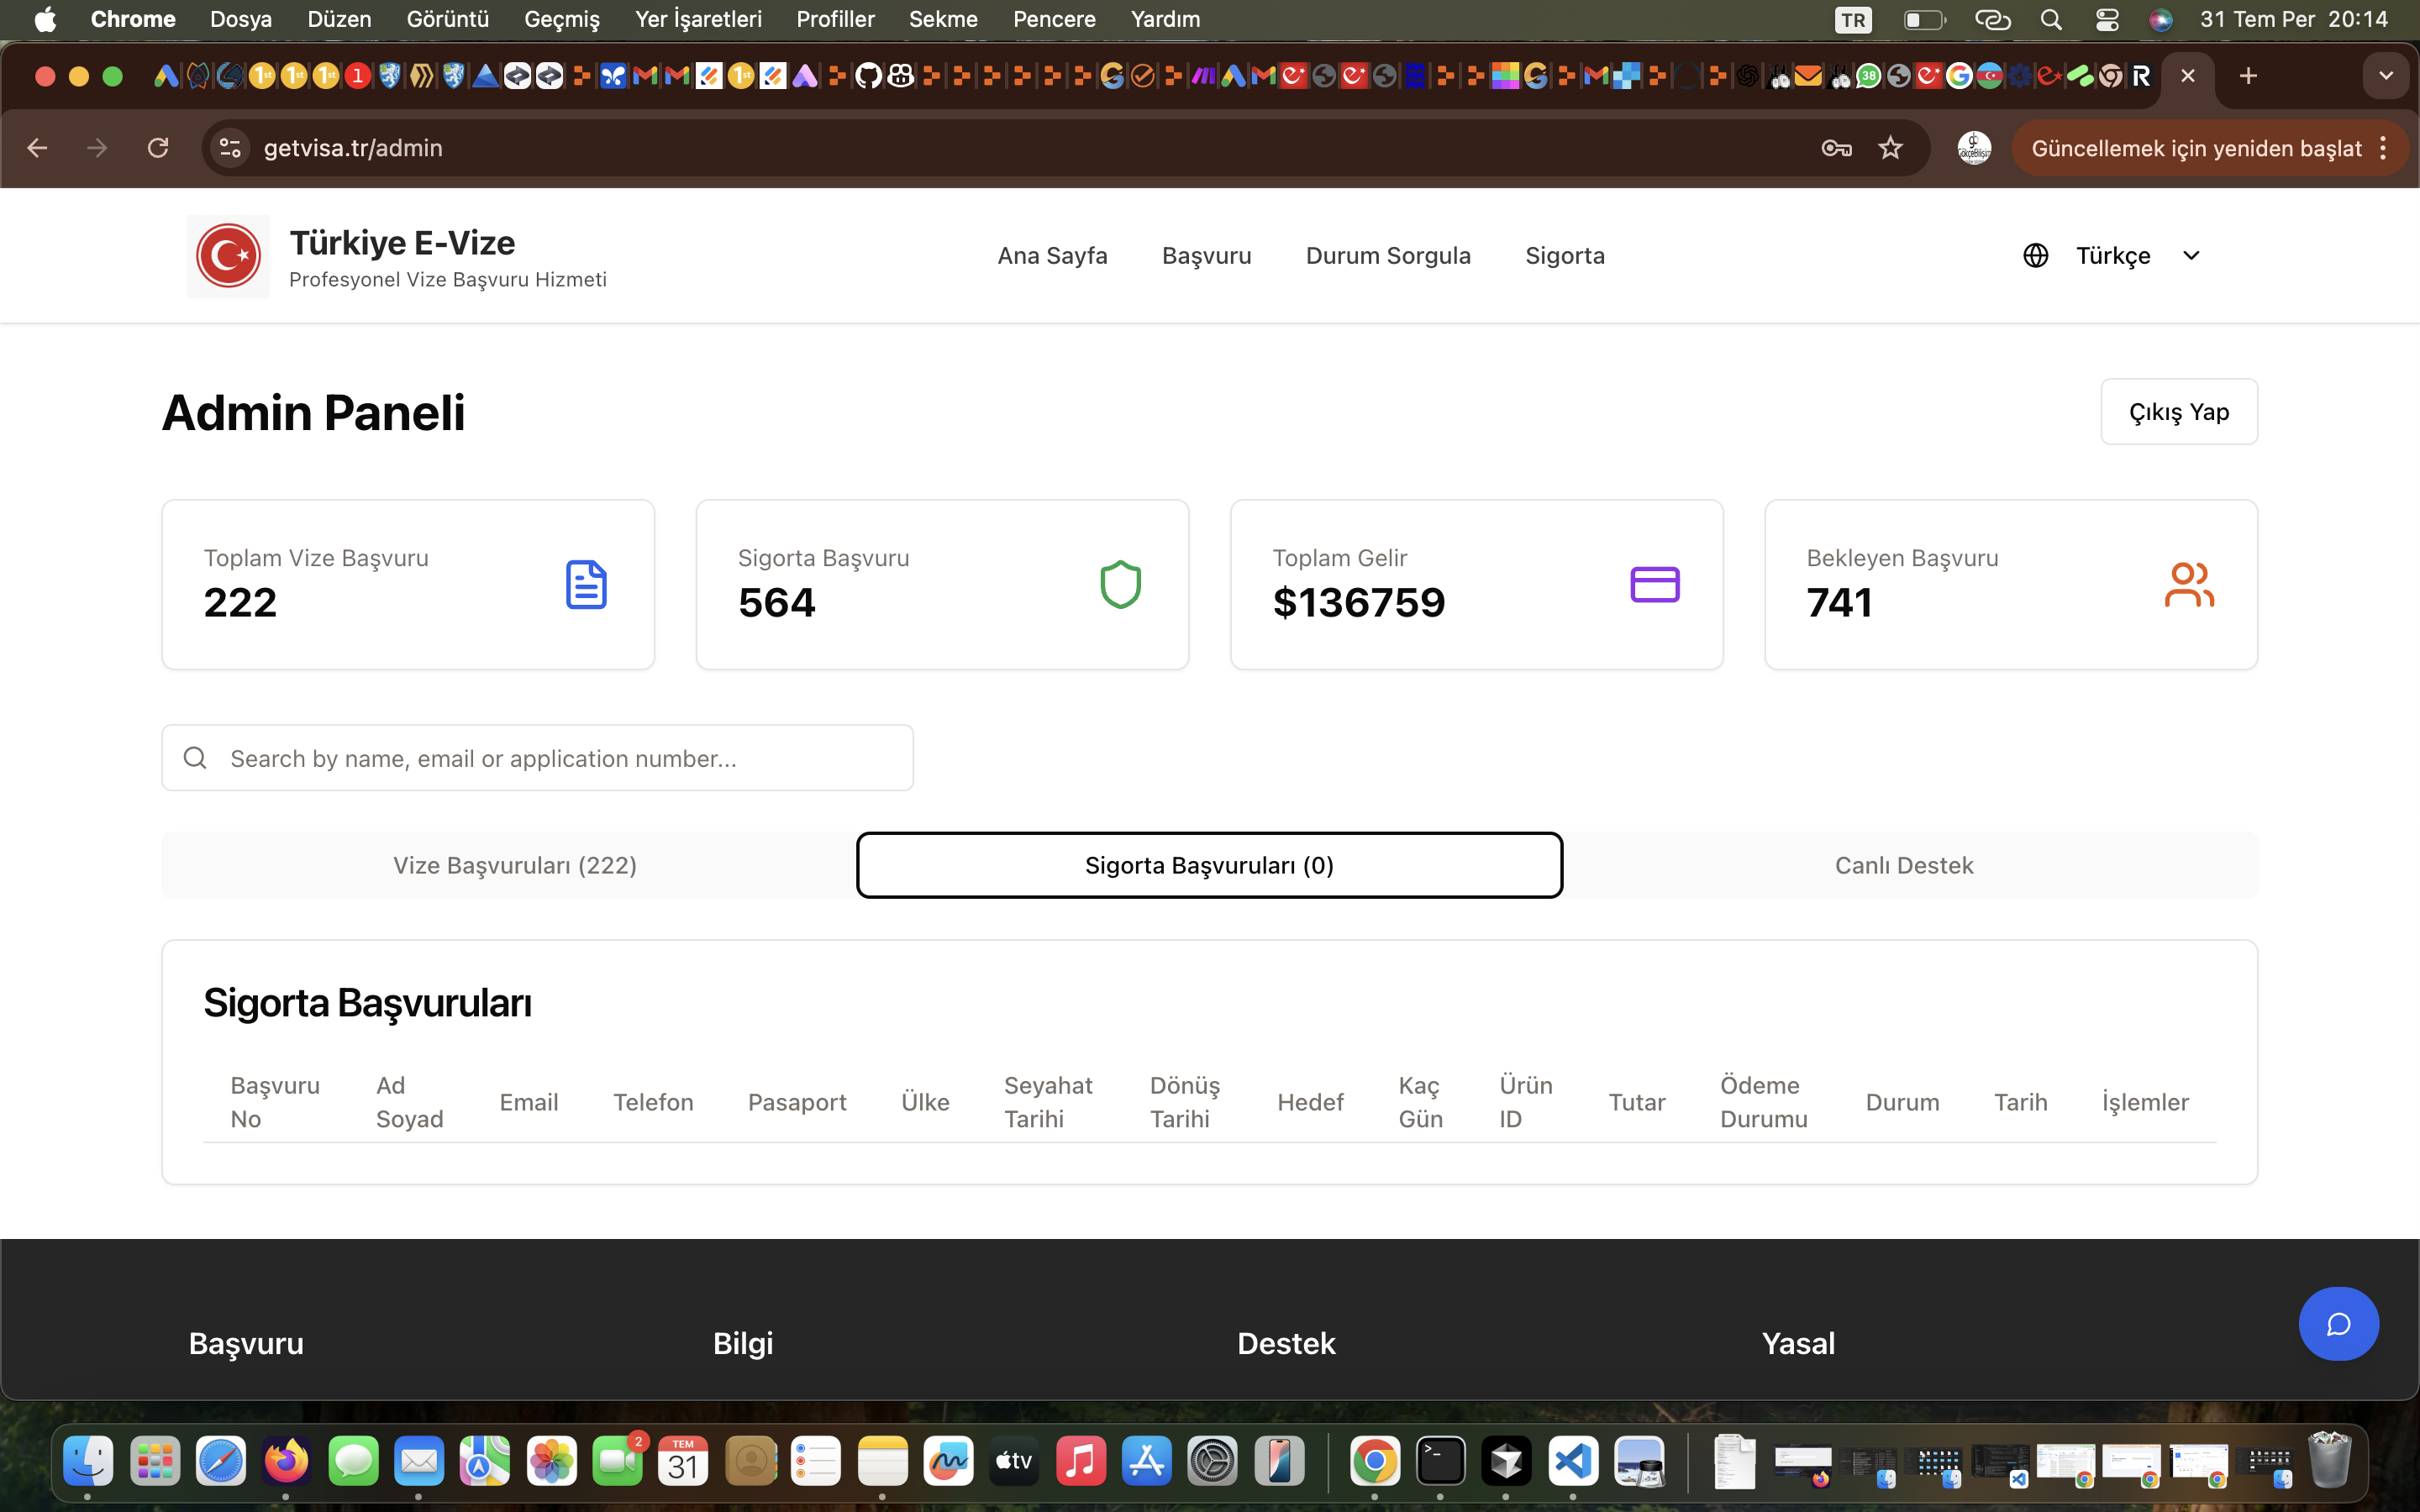 Chrome Dosya Düzen Görüntü Geçmiş Yer İşaretleri Profiller Sekme Pencere Yardım TR 31 Tem Per 20:14
getvisa.tr/admin
Güncellemek için yeniden başlat
Türkiye E-Vize
Profesyonel Vize Başvuru Hizmeti
Ana Sayfa Başvuru Durum Sorgula Sigorta
Türkçe
Admin Paneli
Çıkış Yap
Toplam Vize Başvuru
222
Sigorta Başvuru
564
Toplam Gelir
$136759
Bekleyen Başvuru
741
Search by name, email or application number...
Vize Başvuruları (222)
Sigorta Başvuruları (0)
Canlı Destek
Sigorta Başvuruları
Başvuru No
Ad Soyad
Email
Telefon
Pasaport
Ülke
Seyahat Tarihi
Dönüş Tarihi
Hedef
Kaç Gün
Ürün ID
Tutar
Ödeme Durumu
Durum
Tarih
İşlemler
Başvuru
Bilgi
Destek
Yasal
2
TEM
31
tv